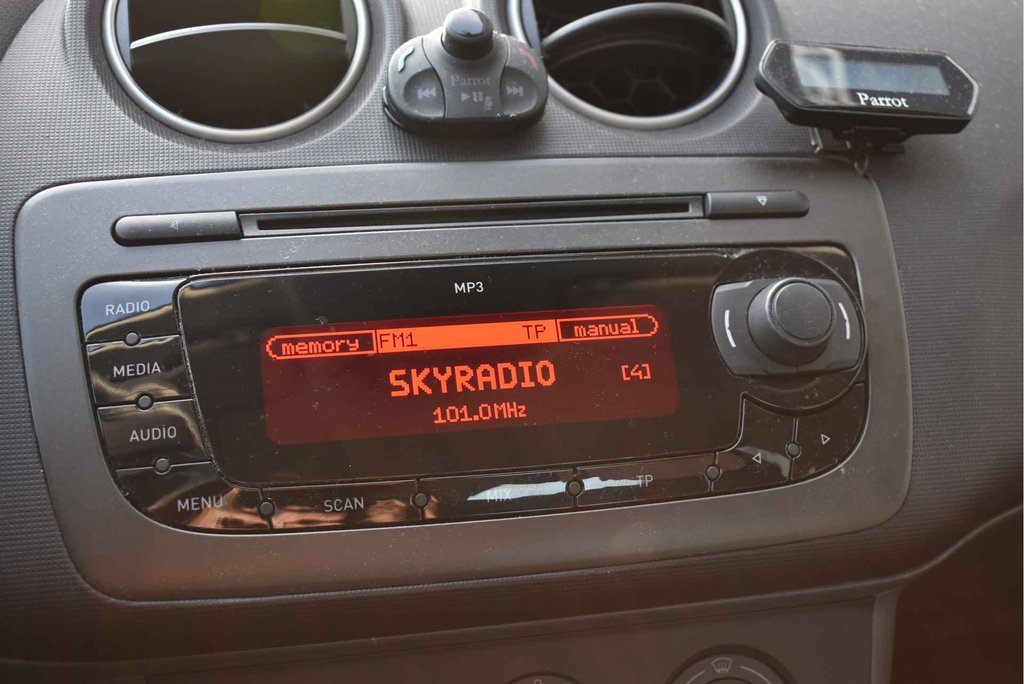 Parrot
Parrot
MP3
RADIO
MEDIA
AUDIO
MENU
SCAN
MIX
TP
memory FM1 TP manual
SKYRADIO [4]
101.0MHz